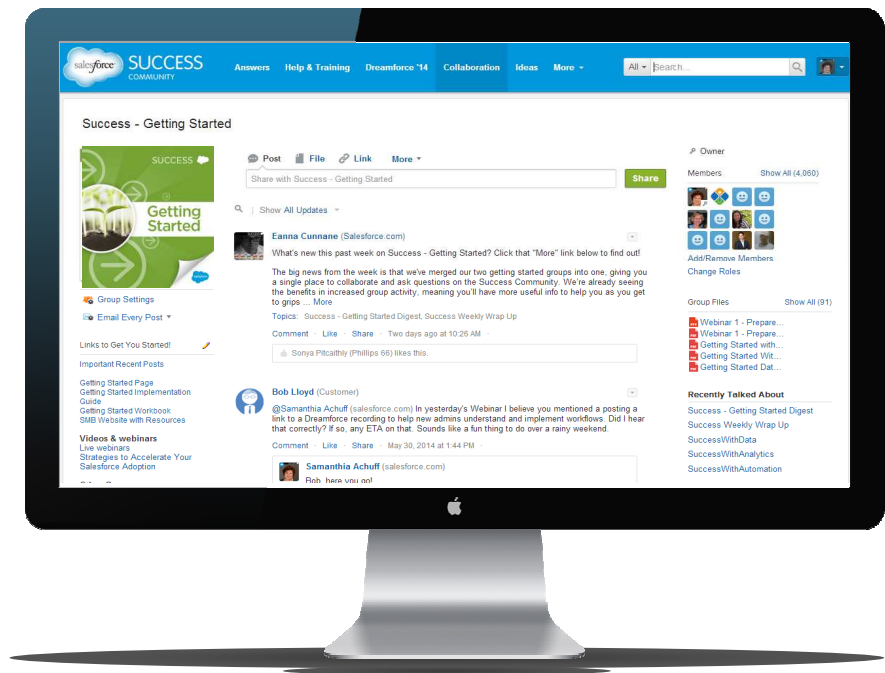 salesforce
SUCCESS
COMMUNITY
Answers
Help & Training
Dreamforce '14
Collaboration
Ideas
More
All
Search...
Success - Getting Started
SUCCESS
Getting
Started
Group Settings
Email Every Post
Links to Get You Started!
Important Recent Posts
Getting Started Page
Getting Started Implementation
Guide
Getting Started Workbook
SMB Website with Resources
Videos & webinars
Live webinars
Strategies to Accelerate Your
Salesforce Adoption
Post
File
Link
More
Share with Success - Getting Started
Share
Show All Updates
Eanna Cunnane (Salesforce.com)
What's new this past week on Success - Getting Started? Click that "More" link below to find out!
The big news from the week is that we've merged our two getting started groups into one, giving you
a single place to collaborate and ask questions on the Success Community. We're already seeing
the benefits in increased group activity, meaning you'll have more useful info to help you as you get
to grips ... More
Topics: Success - Getting Started Digest, Success Weekly Wrap Up
Comment · Like · Share · Two days ago at 10:26 AM ·
Sonya Pitcaithly (Phillips 66) likes this.
Bob Lloyd (Customer)
@Samanthia Achuff (salesforce.com) In yesterday's Webinar I believe you mentioned a posting a
link to a Dreamforce recording to help new admins understand and implement workflows. Did I hear
that correctly? If so, any ETA on that. Sounds like a fun thing to do over a rainy weekend.
Comment · Like · Share · May 30, 2014 at 1:44 PM ·
Samanthia Achuff (salesforce.com)
Bob, here you go!
Owner
Members
Show All (4,060)
Add/Remove Members
Change Roles
Group Files
Show All (91)
Webinar 1 - Prepare...
Webinar 1 - Prepare...
Getting Started with...
Getting Started Wit...
Getting Started Dat...
Recently Talked About
Success - Getting Started Digest
Success Weekly Wrap Up
SuccessWithData
SuccessWithAnalytics
SuccessWithAutomation